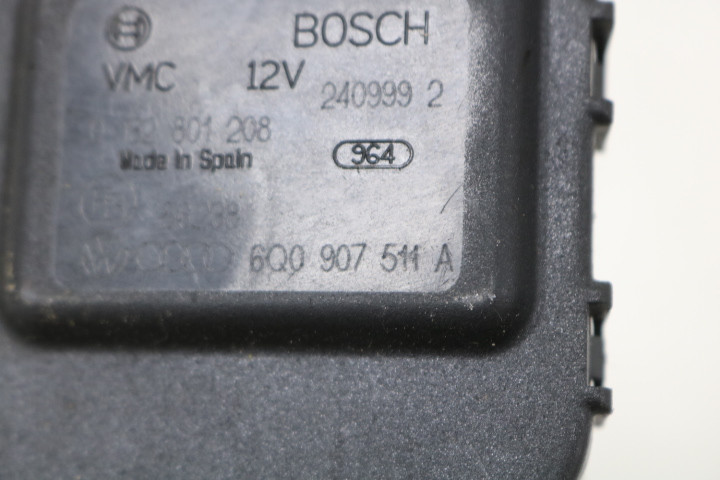 BOSCH
VMC 12V
240999 2
801 208
Made in Spain
964
6Q0 907 511 A